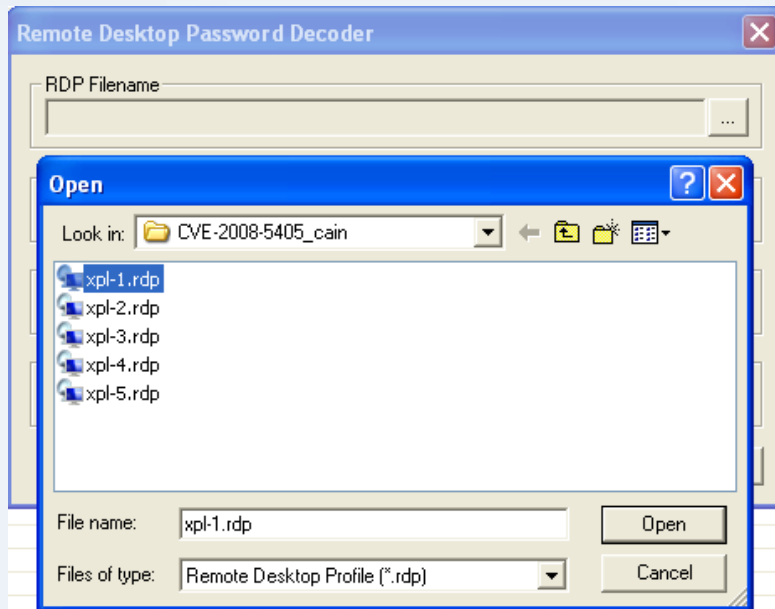 Remote Desktop Password Decoder
RDP Filename
...
Open
Look in: CVE-2008-5405_cain
xpl-1.rdp
xpl-2.rdp
xpl-3.rdp
xpl-4.rdp
xpl-5.rdp
File name: xpl-1.rdp Open
Files of type: Remote Desktop Profile (*.rdp) Cancel